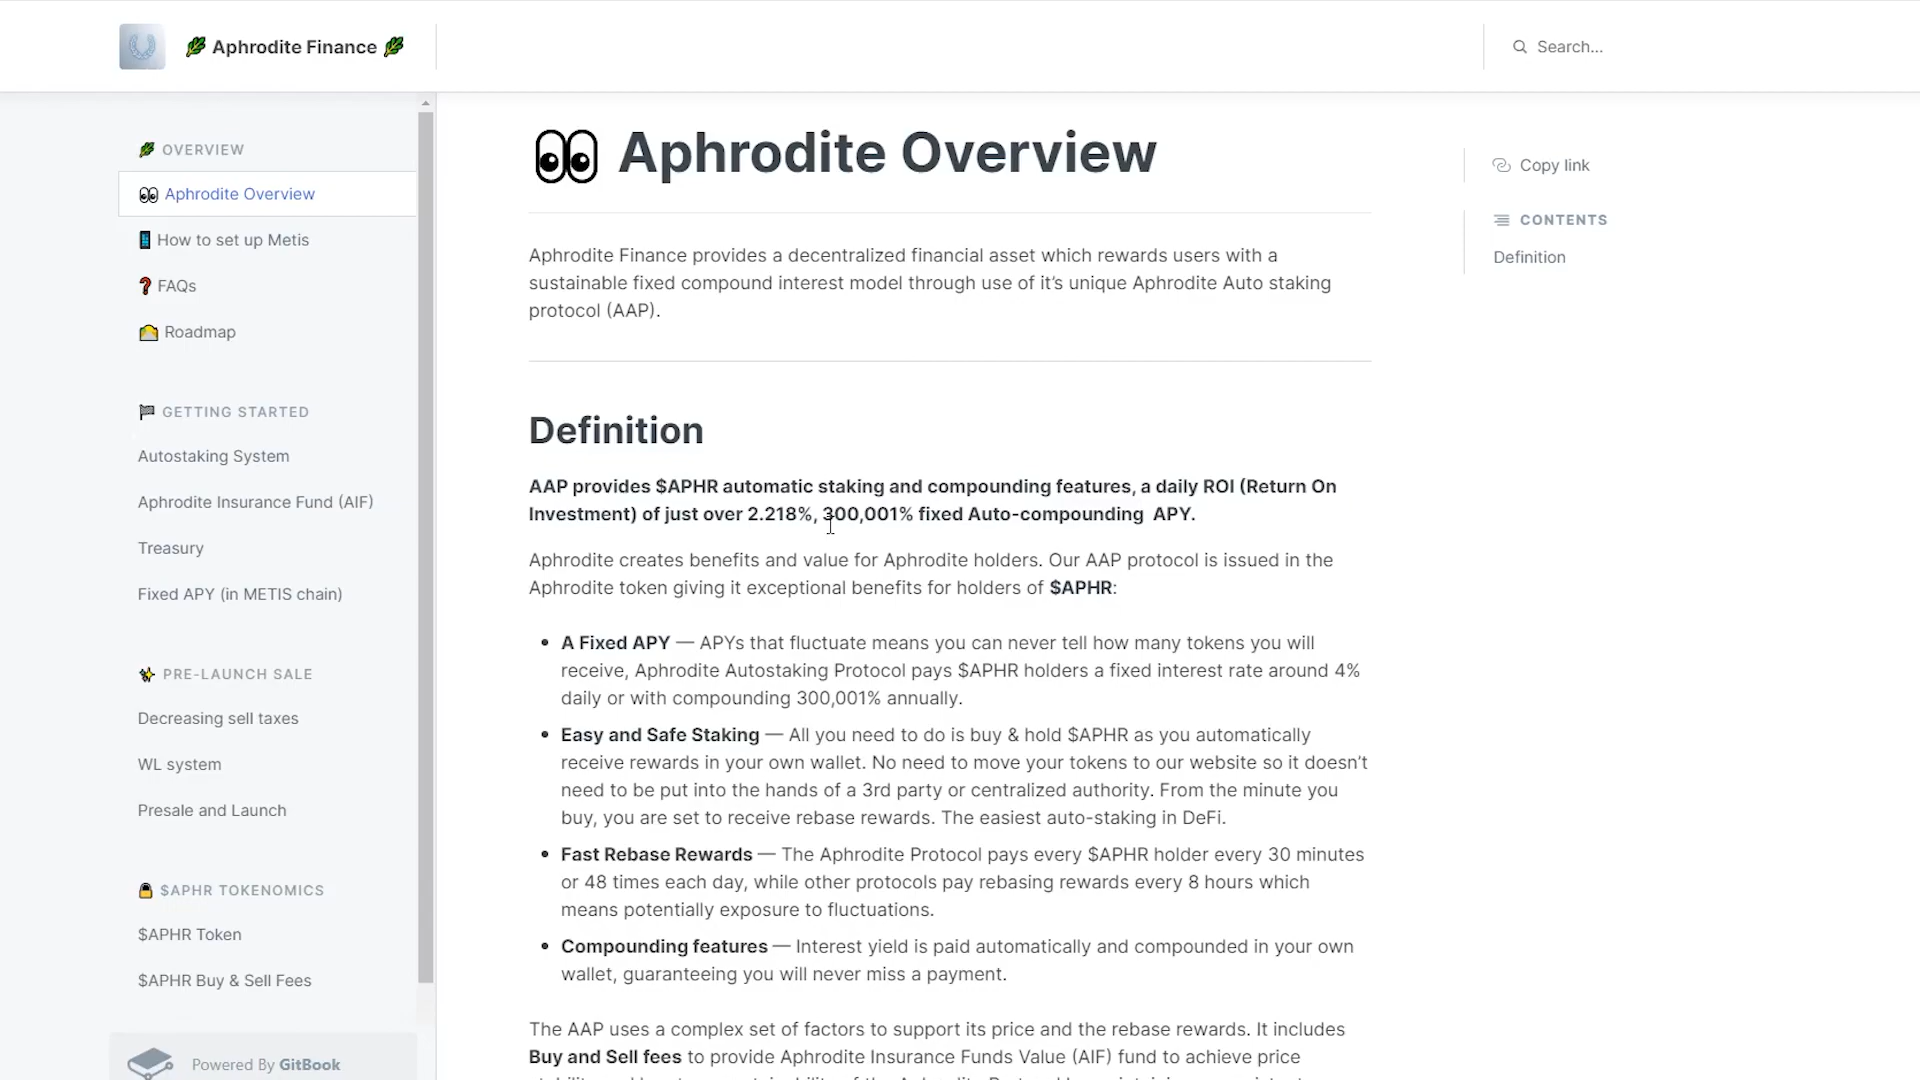 Aphrodite Finance
Search...
OVERVIEW
Aphrodite Overview
How to set up Metis
FAQs
Roadmap
GETTING STARTED
Autostaking System
Aphrodite Insurance Fund (AIF)
Treasury
Fixed APY (in METIS chain)
PRE-LAUNCH SALE
Decreasing sell taxes
WL system
Presale and Launch
$APHR TOKENOMICS
$APHR Token
$APHR Buy & Sell Fees
Powered By GitBook
Aphrodite Overview
Aphrodite Finance provides a decentralized financial asset which rewards users with a
sustainable fixed compound interest model through use of it's unique Aphrodite Auto staking
protocol (AAP).
Definition
AAP provides $APHR automatic staking and compounding features, a daily ROI (Return On
Investment) of just over 2.218%, 300,001% fixed Auto-compounding APY.
Aphrodite creates benefits and value for Aphrodite holders. Our AAP protocol is issued in the
Aphrodite token giving it exceptional benefits for holders of $APHR:
• A Fixed APY — APYs that fluctuate means you can never tell how many tokens you will
receive, Aphrodite Autostaking Protocol pays $APHR holders a fixed interest rate around 4%
daily or with compounding 300,001% annually.
• Easy and Safe Staking — All you need to do is buy & hold $APHR as you automatically
receive rewards in your own wallet. No need to move your tokens to our website so it doesn't
need to be put into the hands of a 3rd party or centralized authority. From the minute you
buy, you are set to receive rebase rewards. The easiest auto-staking in DeFi.
• Fast Rebase Rewards — The Aphrodite Protocol pays every $APHR holder every 30 minutes
or 48 times each day, while other protocols pay rebasing rewards every 8 hours which
means potentially exposure to fluctuations.
• Compounding features — Interest yield is paid automatically and compounded in your own
wallet, guaranteeing you will never miss a payment.
The AAP uses a complex set of factors to support its price and the rebase rewards. It includes
Buy and Sell fees to provide Aphrodite Insurance Funds Value (AIF) fund to achieve price
Copy link
CONTENTS
Definition